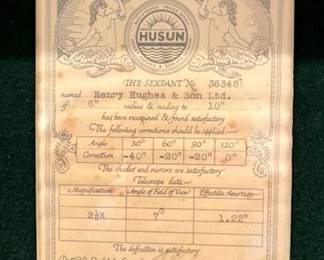 HUSUN
THE SEXTANT No 36348
named Henry Hughes & Son Ltd.
of 6" radius & reading to 10"
has been examined & found satisfactory
The following corrections should be applied
Angle 30° 60° 90° 120°
Correction -40" -20" -20" 0"
The shades and mirrors are satisfactory
Telescope data
Magnification Angle of Field of View Effective Aperture
2½x 7° 1.22"
The definition is satisfactory